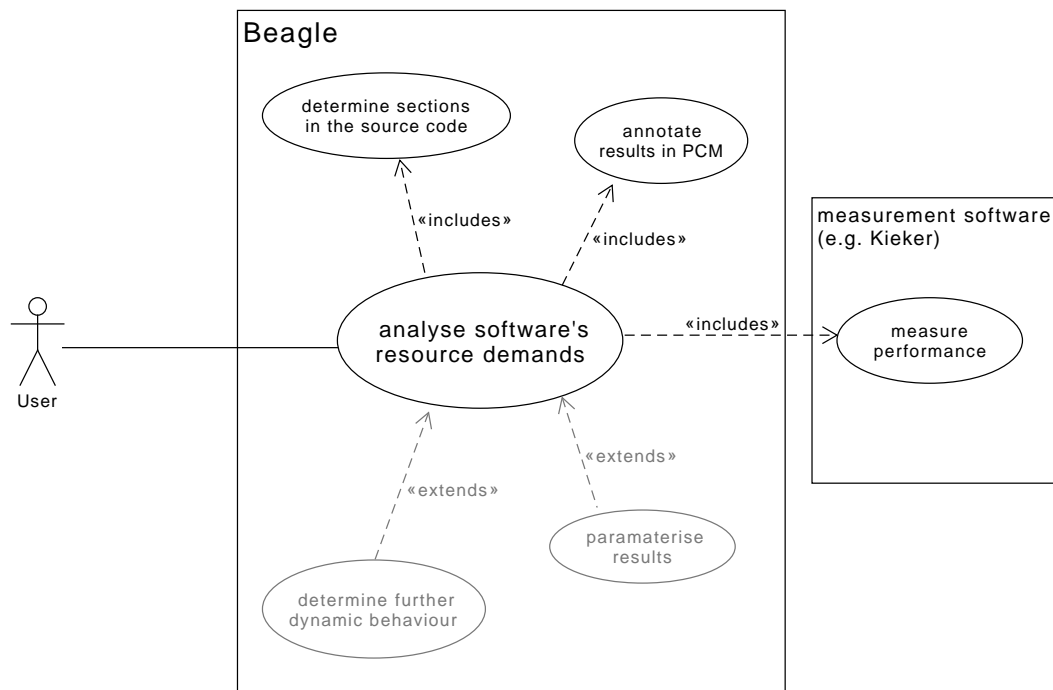 Beagle
determine sections
in the source code
annotate
results in PCM
«includes»
«includes»
measurement software
(e.g. Kieker)
analyse software's
resource demands
«includes»
measure
performance
User
«extends»
«extends»
paramaterise
results
determine further
dynamic behaviour